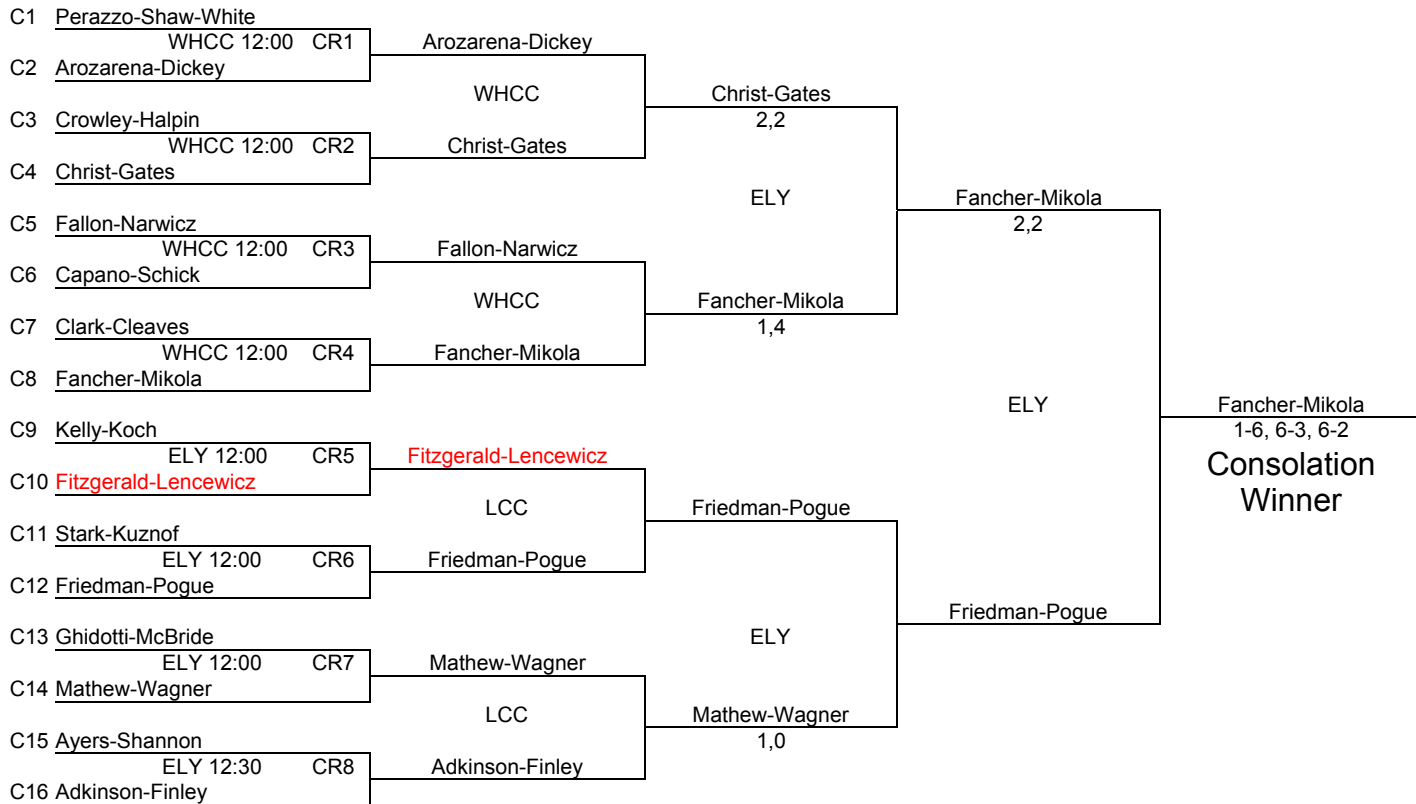 C1 Perazzo-Shaw-White
WHCC 12:00 CR1 Arozarena-Dickey
C2 Arozarena-Dickey
WHCC Christ-Gates
C3 Crowley-Halpin 2,2
WHCC 12:00 CR2 Christ-Gates
C4 Christ-Gates
ELY Fancher-Mikola
C5 Fallon-Narwicz 2,2
WHCC 12:00 CR3 Fallon-Narwicz
C6 Capano-Schick
WHCC Fancher-Mikola
C7 Clark-Cleaves 1,4
WHCC 12:00 CR4 Fancher-Mikola
C8 Fancher-Mikola
ELY Fancher-Mikola
C9 Kelly-Koch 1-6, 6-3, 6-2
ELY 12:00 CR5 Fitzgerald-Lencewicz Consolation
C10 Fitzgerald-Lencewicz
LCC Friedman-Pogue Winner
C11 Stark-Kuznof
ELY 12:00 CR6 Friedman-Pogue
C12 Friedman-Pogue
Friedman-Pogue
C13 Ghidotti-McBride ELY
ELY 12:00 CR7 Mathew-Wagner
C14 Mathew-Wagner
LCC Mathew-Wagner
C15 Ayers-Shannon 1,0
ELY 12:30 CR8 Adkinson-Finley
C16 Adkinson-Finley